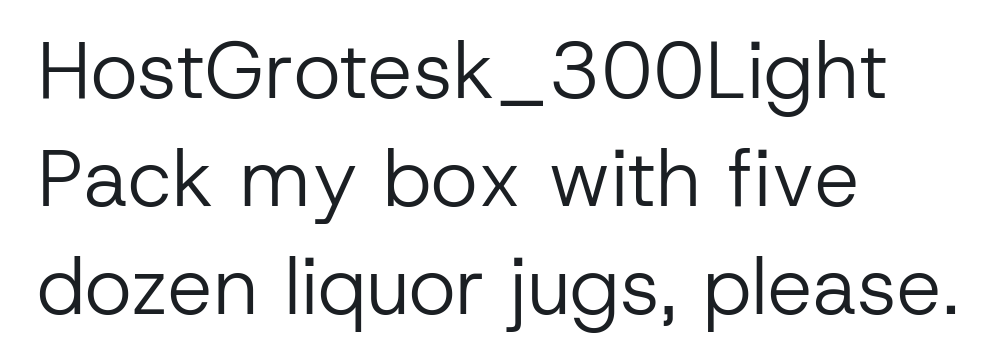 HostGrotesk_300Light
Pack my box with five
dozen liquor jugs, please.